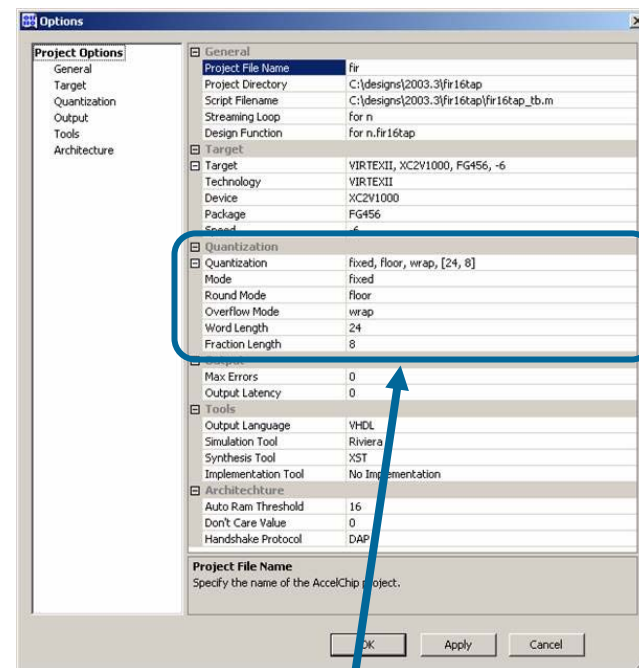 Options
Project Options
General
Target
Quantization
Output
Tools
Architecture
General
Project File Name fir
Project Directory C:\designs\2003.3\fir16tap
Script Filename C:\designs\2003.3\fir16tap\fir16tap_tb.m
Streaming Loop for n
Design Function for n.fir16tap
Target
Target VIRTEXII, XC2V1000, FG456, -6
Technology VIRTEXII
Device XC2V1000
Package FG456
Speed -6
Quantization
Quantization fixed, floor, wrap, [24, 8]
Mode fixed
Round Mode floor
Overflow Mode wrap
Word Length 24
Fraction Length 8
Output
Max Errors 0
Output Latency 0
Tools
Output Language VHDL
Simulation Tool Riviera
Synthesis Tool XST
Implementation Tool No Implementation
Architechture
Auto Ram Threshold 16
Don't Care Value 0
Handshake Protocol DAP
Project File Name
Specify the name of the AccelChip project.
OK Apply Cancel